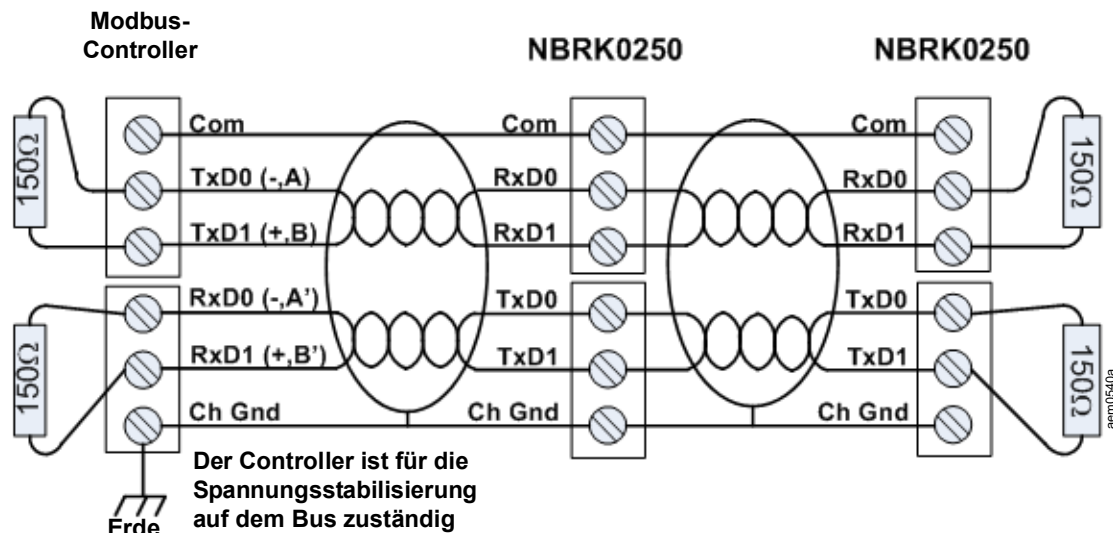 Modbus-
Controller
NBRK0250
NBRK0250
150Ω
Com
Com
Com
150Ω
TxD0 (-,A)
RxD0
RxD0
TxD1 (+,B)
RxD1
RxD1
150Ω
RxD0 (-,A’)
TxD0
TxD0
150Ω
RxD1 (+,B’)
TxD1
TxD1
Ch Gnd
Ch Gnd
Ch Gnd
aem0540a
Der Controller ist für die
Spannungsstabilisierung
auf dem Bus zuständig
Erde